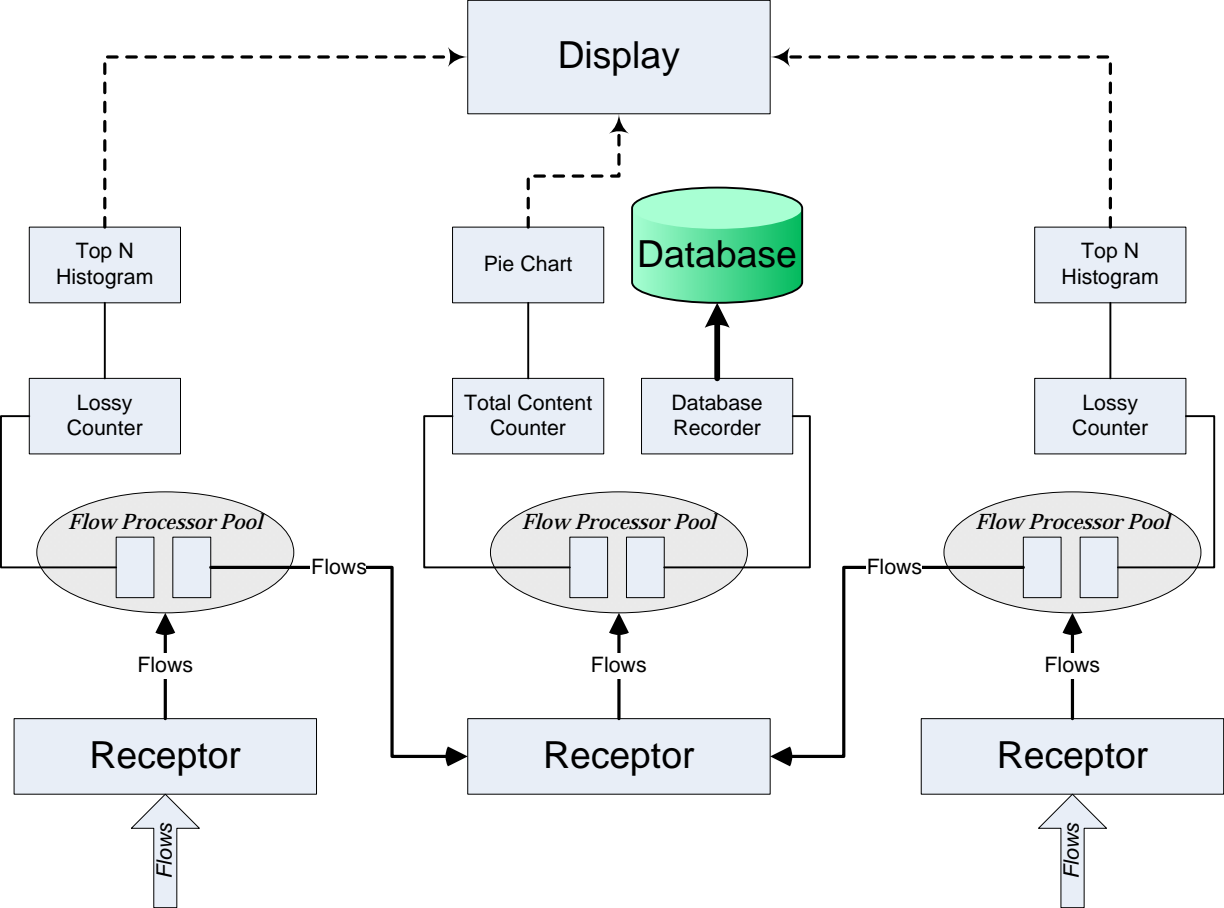 Display
Top N
Histogram
Pie Chart
Database
Top N
Histogram
Lossy
Counter
Total Content
Counter
Database
Recorder
Lossy
Counter
Flow Processor Pool
Flow Processor Pool
Flow Processor Pool
Flows
Flows
Flows
Flows
Flows
Receptor
Receptor
Receptor
Flows
Flows